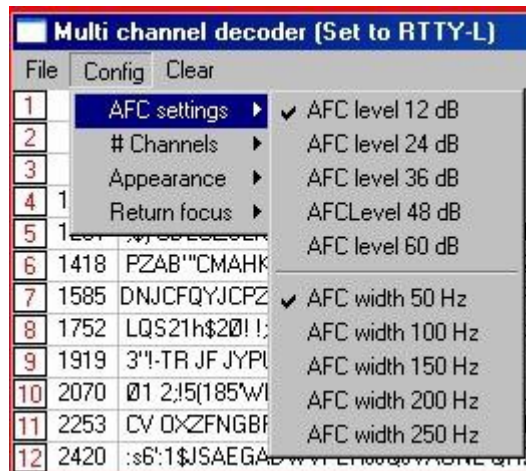 Multi channel decoder (Set to RTTY-L)
File Config Clear
AFC settings
# Channels
Appearance
Return focus
AFC level 12 dB
AFC level 24 dB
AFC level 36 dB
AFCLevel 48 dB
AFC level 60 dB
AFC width 50 Hz
AFC width 100 Hz
AFC width 150 Hz
AFC width 200 Hz
AFC width 250 Hz
1
2
3
4
5
6 1418 PZAB'"CMAHK
7 1585 DNJCFQYJCPZ
8 1752 LQS21h$2Ø! !;
9 1919 3"!-TR JF JYPU
10 2070 Ø1 2;!5(185'WI
11 2253 CV OXZFNGBF
12 2420 :s6':1$JSAEGAD